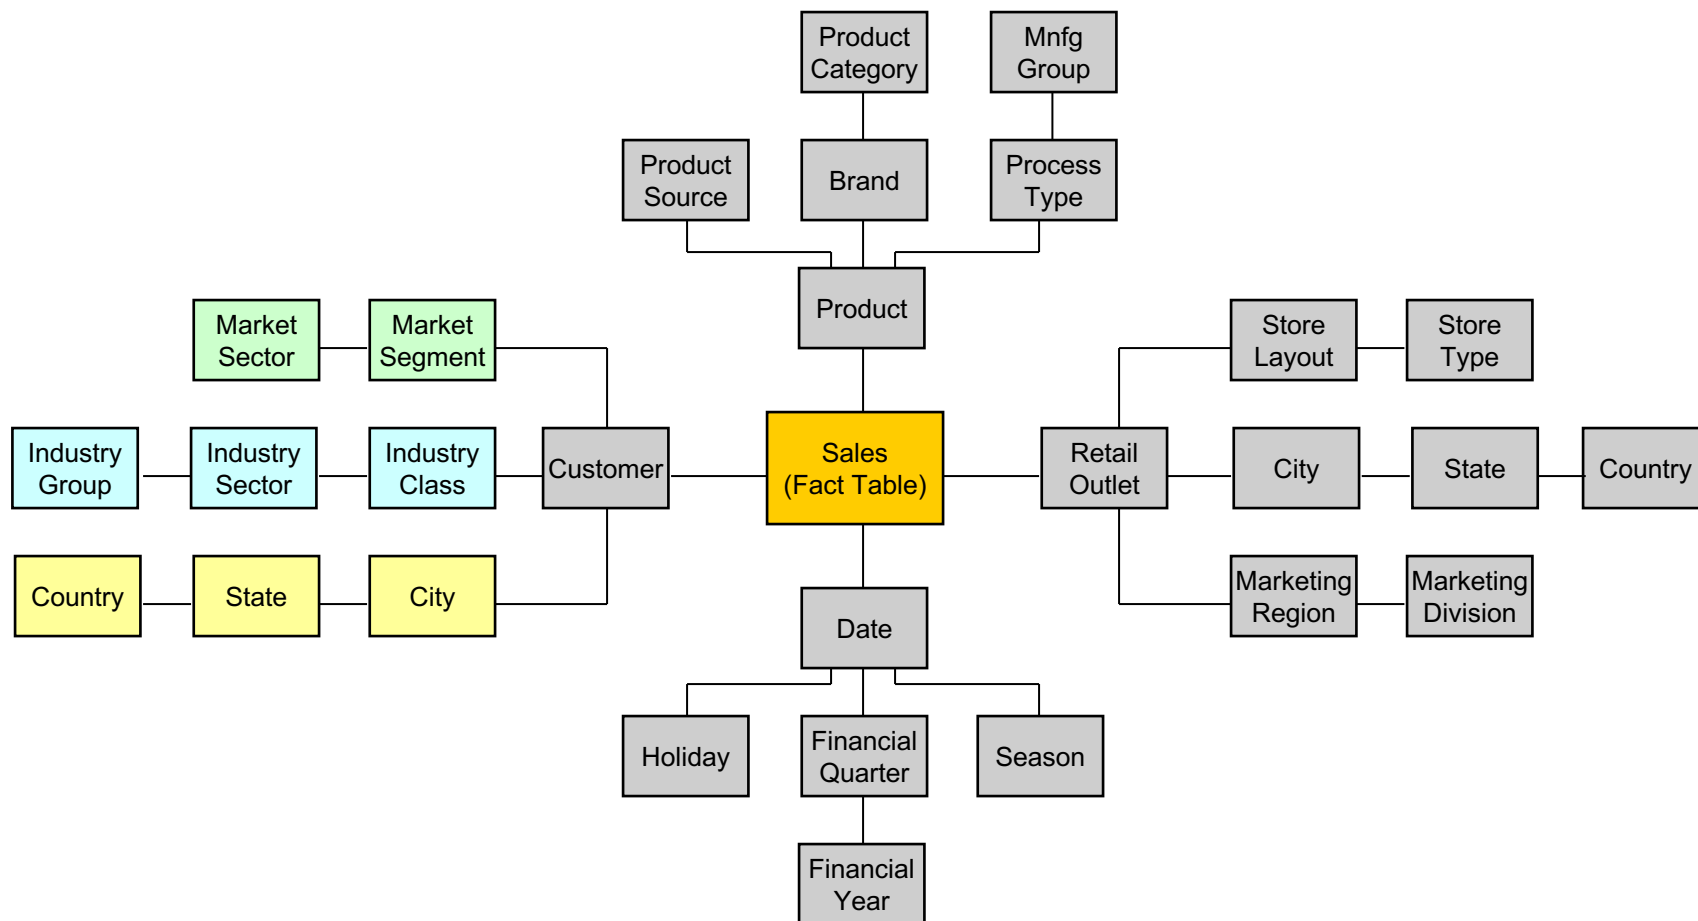 Product
Category
Mnfg
Group
Product
Source
Brand
Process
Type
Product
Market
Sector
Market
Segment
Store
Layout
Store
Type
Industry
Group
Industry
Sector
Industry
Class
Customer
Sales
(Fact Table)
Retail
Outlet
City
State
Country
Country
State
City
Date
Marketing
Region
Marketing
Division
Holiday
Financial
Quarter
Season
Financial
Year